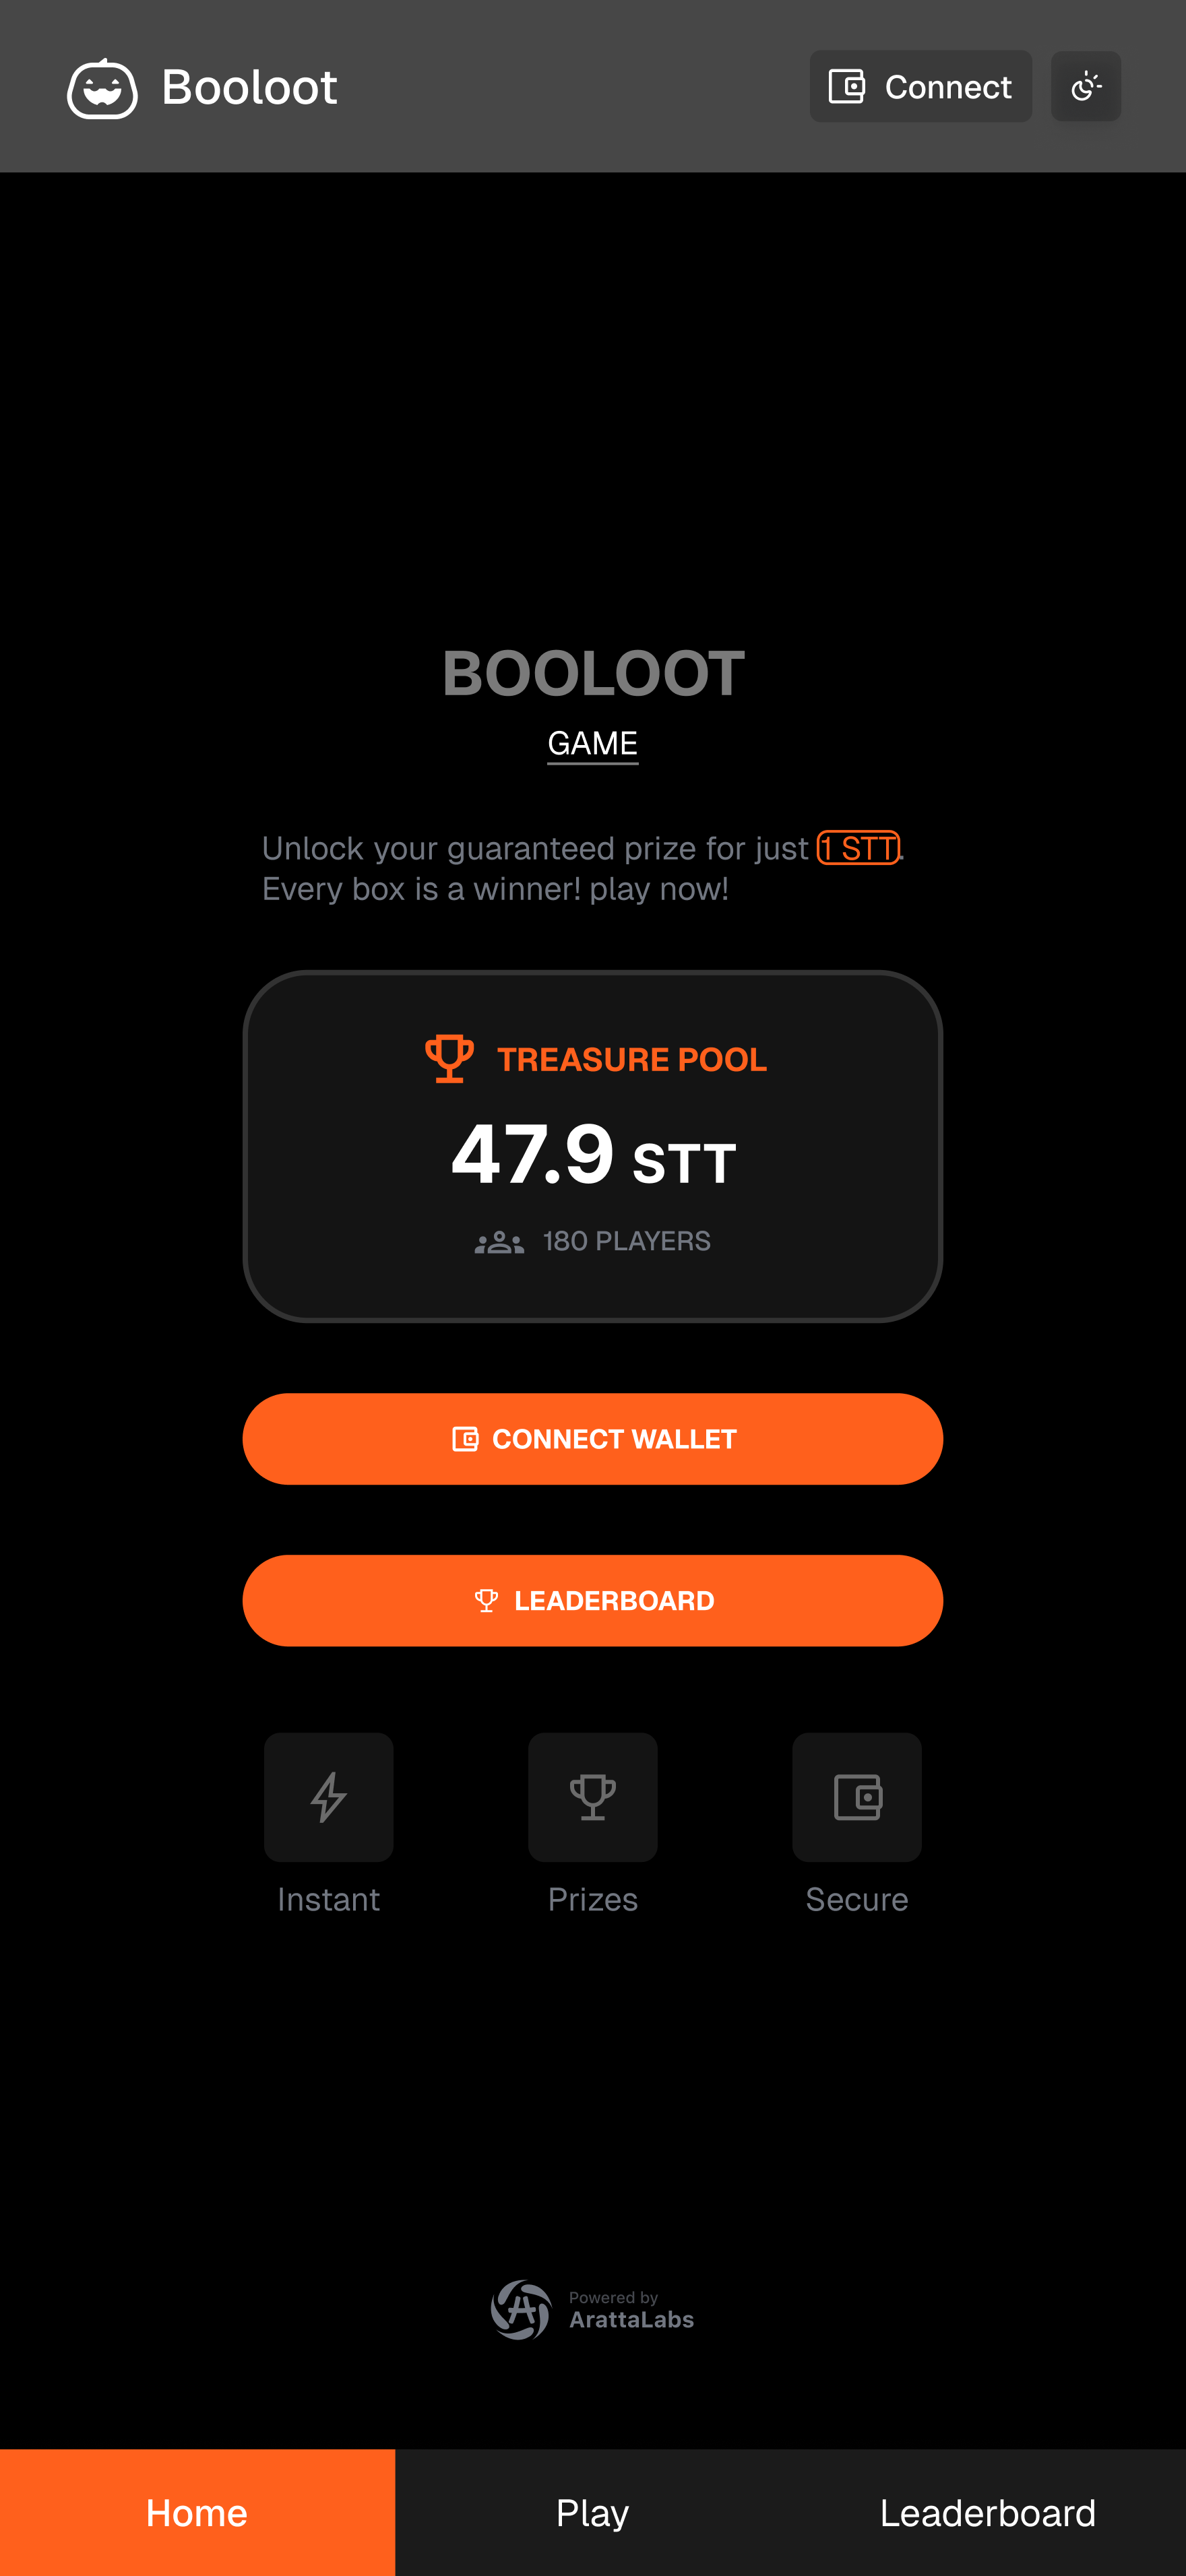 Booloot
Connect
BOOLOOT
GAME
Unlock your guaranteed prize for just 1 STT.
Every box is a winner! play now!
TREASURE POOL
47.9 STT
180 PLAYERS
CONNECT WALLET
LEADERBOARD
Instant
Prizes
Secure
Powered by
ArattaLabs
Home
Play
Leaderboard